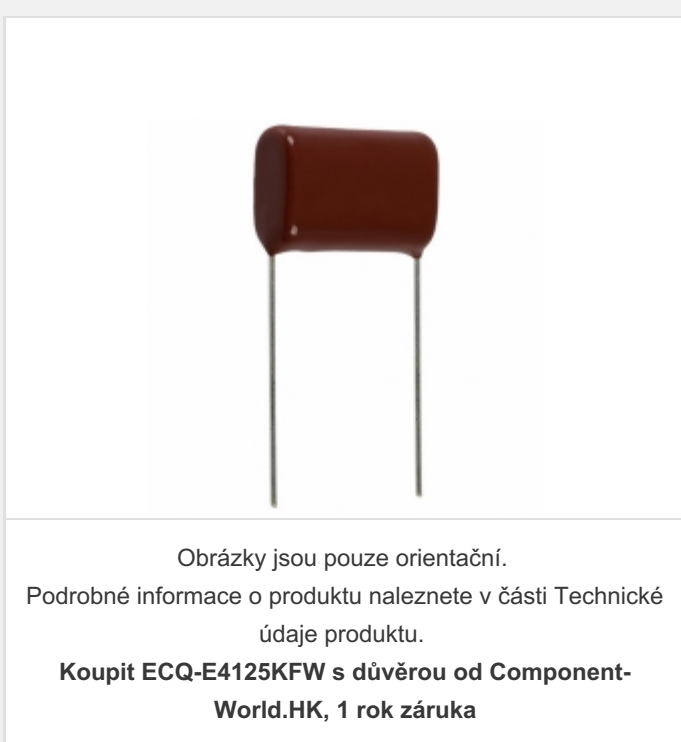 Obrázky jsou pouze orientační.
Podrobné informace o produktu naleznete v části Technické
údaje produktu.
Koupit ECQ-E4125KFW s důvěrou od Component-
World.HK, 1 rok záruka